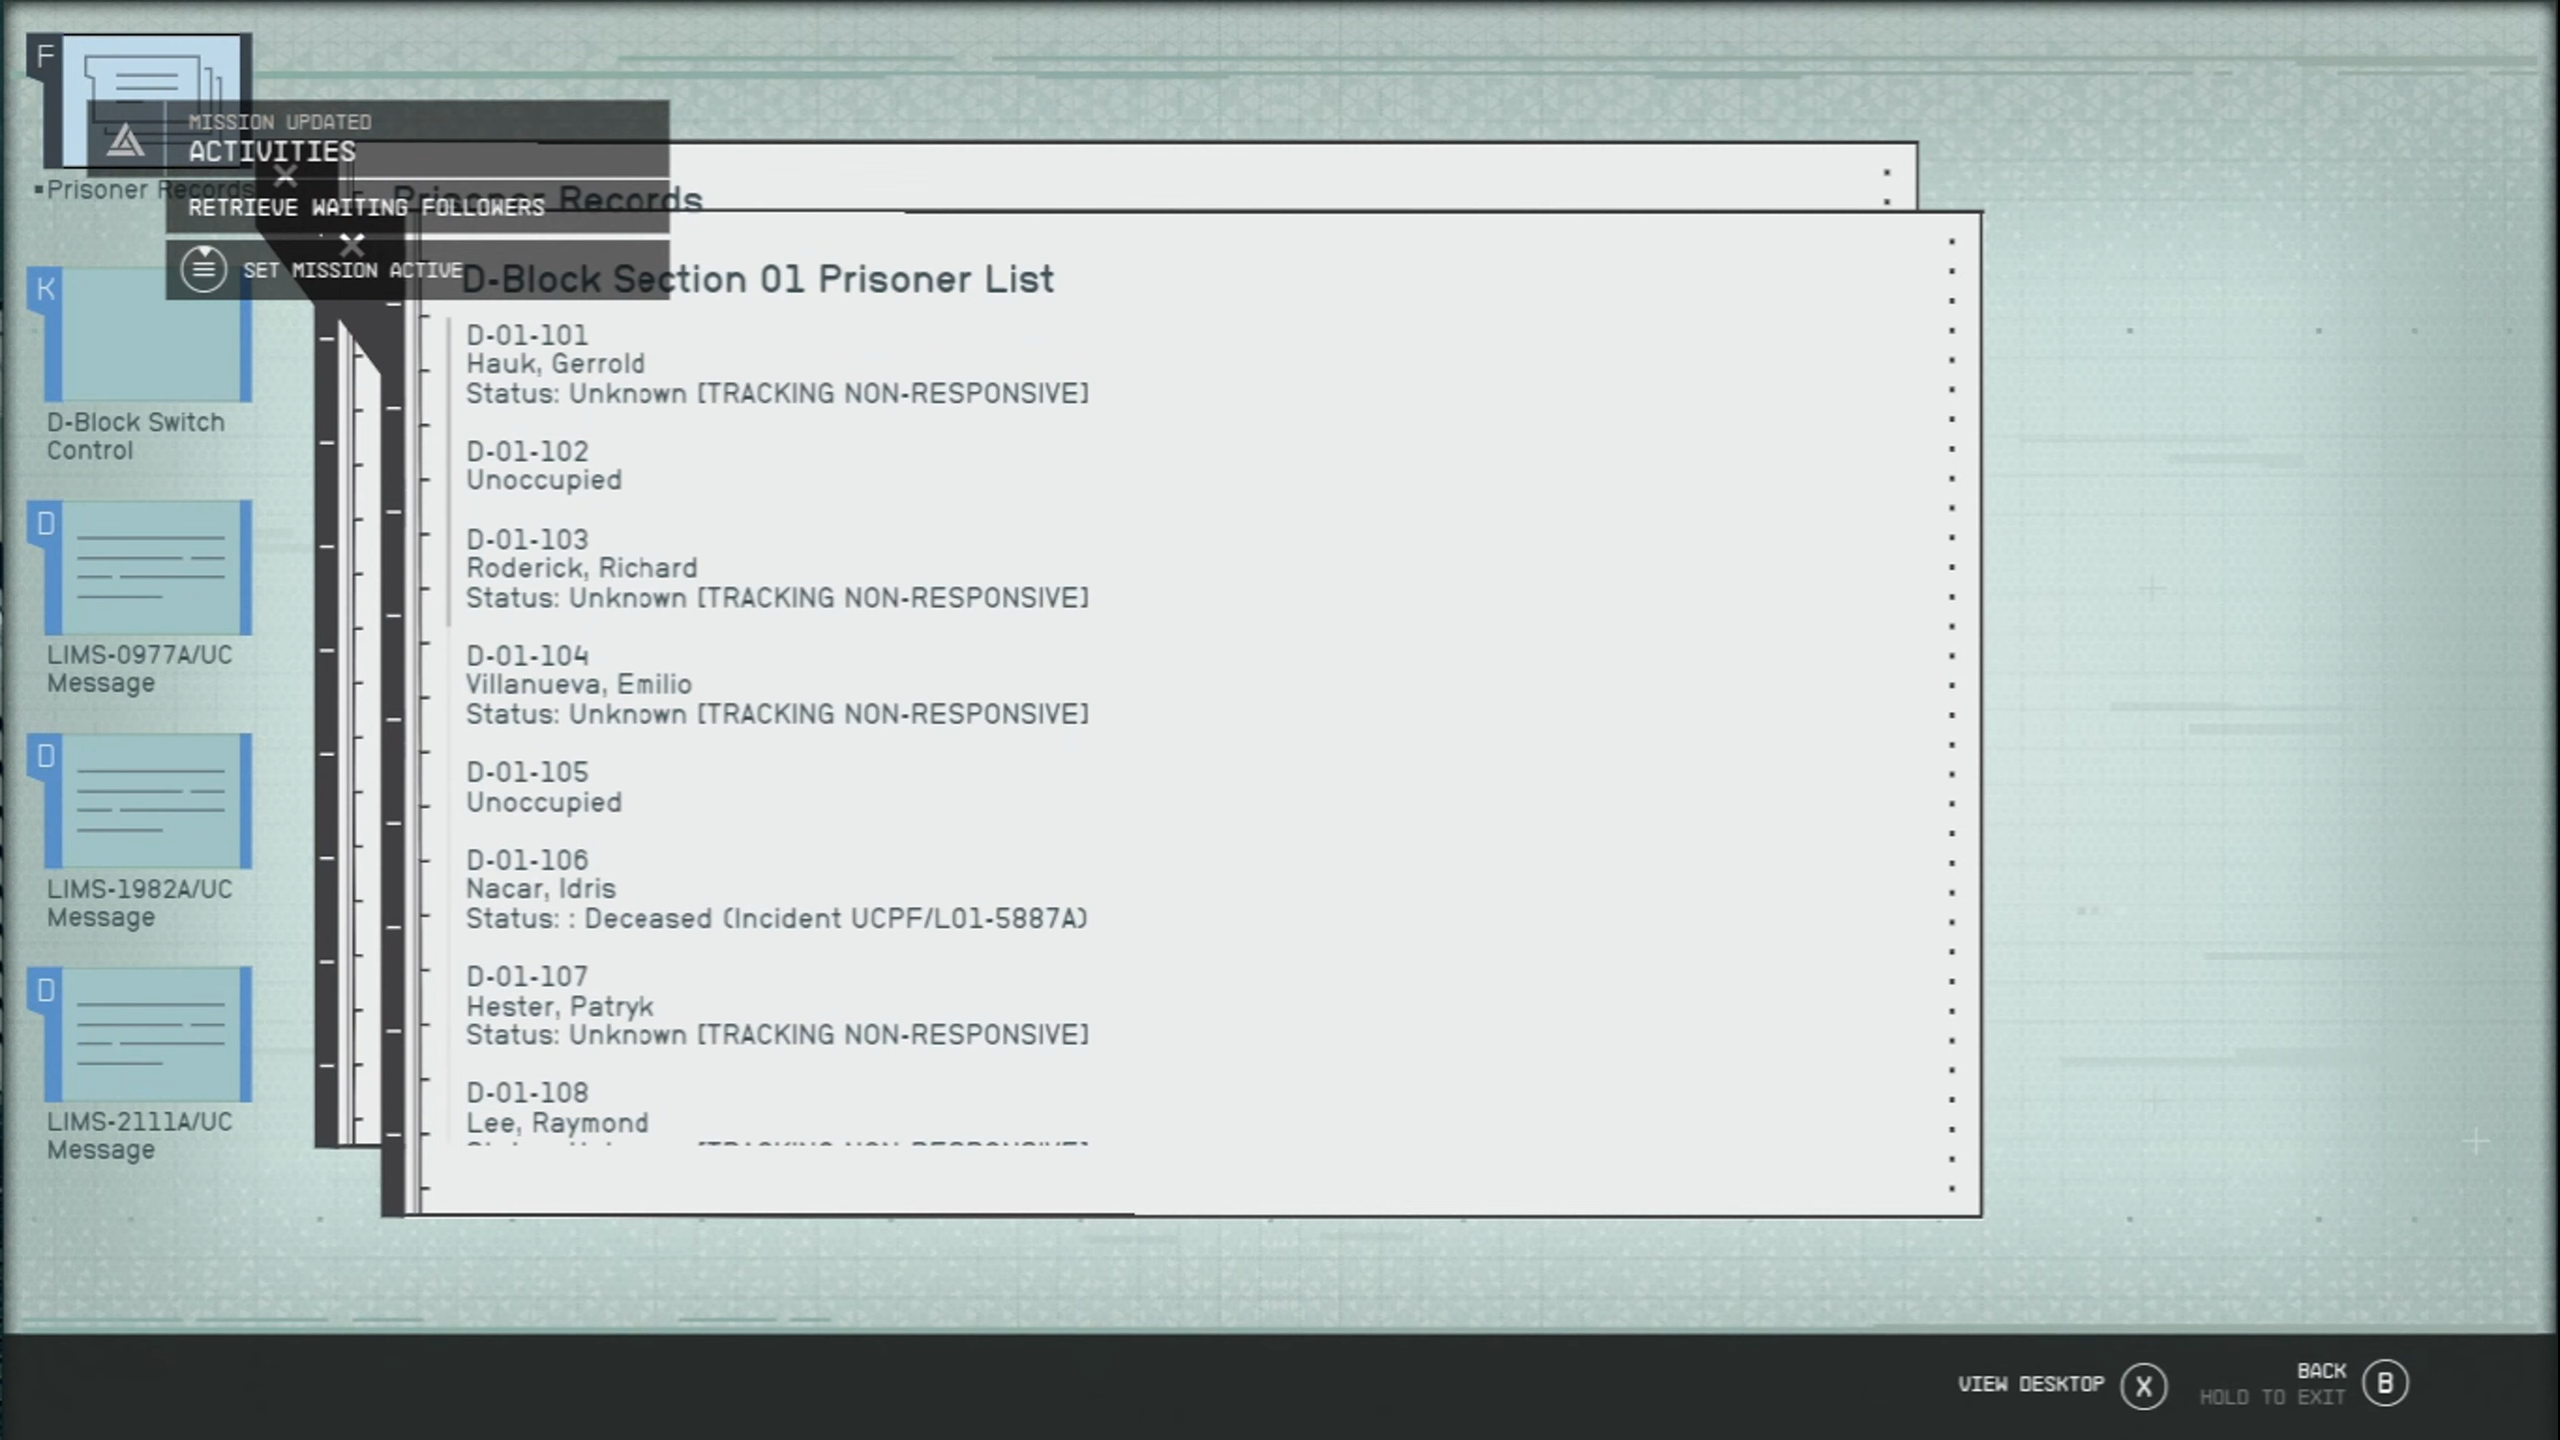 F
MISSION UPDATED
ACTIVITIES
Prisoner Records
RETRIEVE WAITING FOLLOWERS
SET MISSION ACTIVE
K
D-Block Switch
Control
D
LIMS-0977A/UC
Message
D
LIMS-1982A/UC
Message
D
LIMS-2111A/UC
Message
Prisoner Records
D-Block Section 01 Prisoner List
D-01-101
Hauk, Gerrold
Status: Unknown [TRACKING NON-RESPONSIVE]
D-01-102
Unoccupied
D-01-103
Roderick, Richard
Status: Unknown [TRACKING NON-RESPONSIVE]
D-01-104
Villanueva, Emilio
Status: Unknown [TRACKING NON-RESPONSIVE]
D-01-105
Unoccupied
D-01-106
Nacar, Idris
Status: : Deceased (Incident UCPF/L01-5887A)
D-01-107
Hester, Patryk
Status: Unknown [TRACKING NON-RESPONSIVE]
D-01-108
Lee, Raymond
VIEW DESKTOP X
BACK B
HOLD TO EXIT